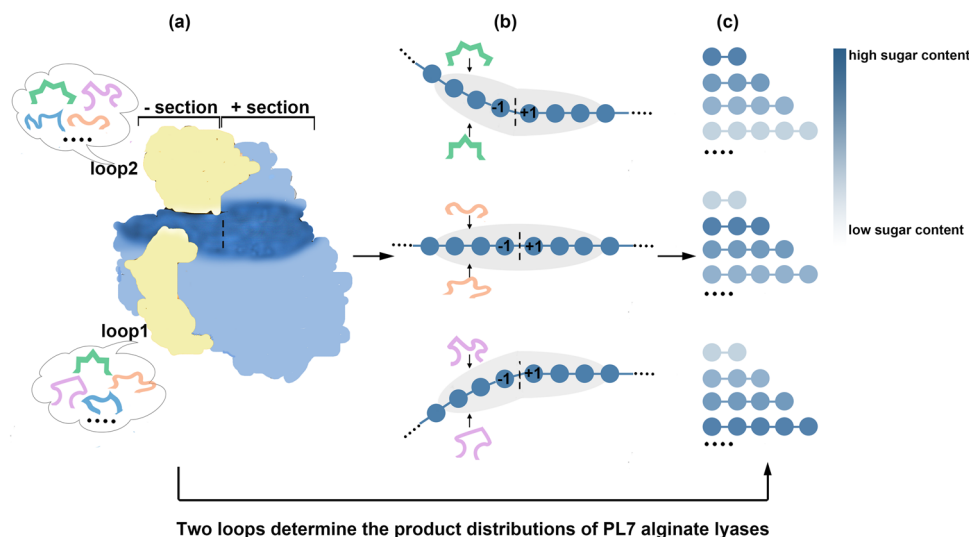 (a)
(b)
(c)
- section + section
loop2
loop1
-1 +1
-1 +1
-1 +1
high sugar content
low sugar content
Two loops determine the product distributions of PL7 alginate lyases